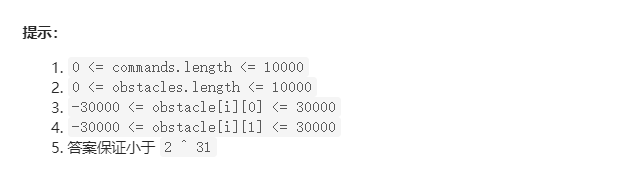 提示：
1. 0 <= commands.length <= 10000
2. 0 <= obstacles.length <= 10000
3. -30000 <= obstacle[i][0] <= 30000
4. -30000 <= obstacle[i][1] <= 30000
5. 答案保证小于 2 ^ 31